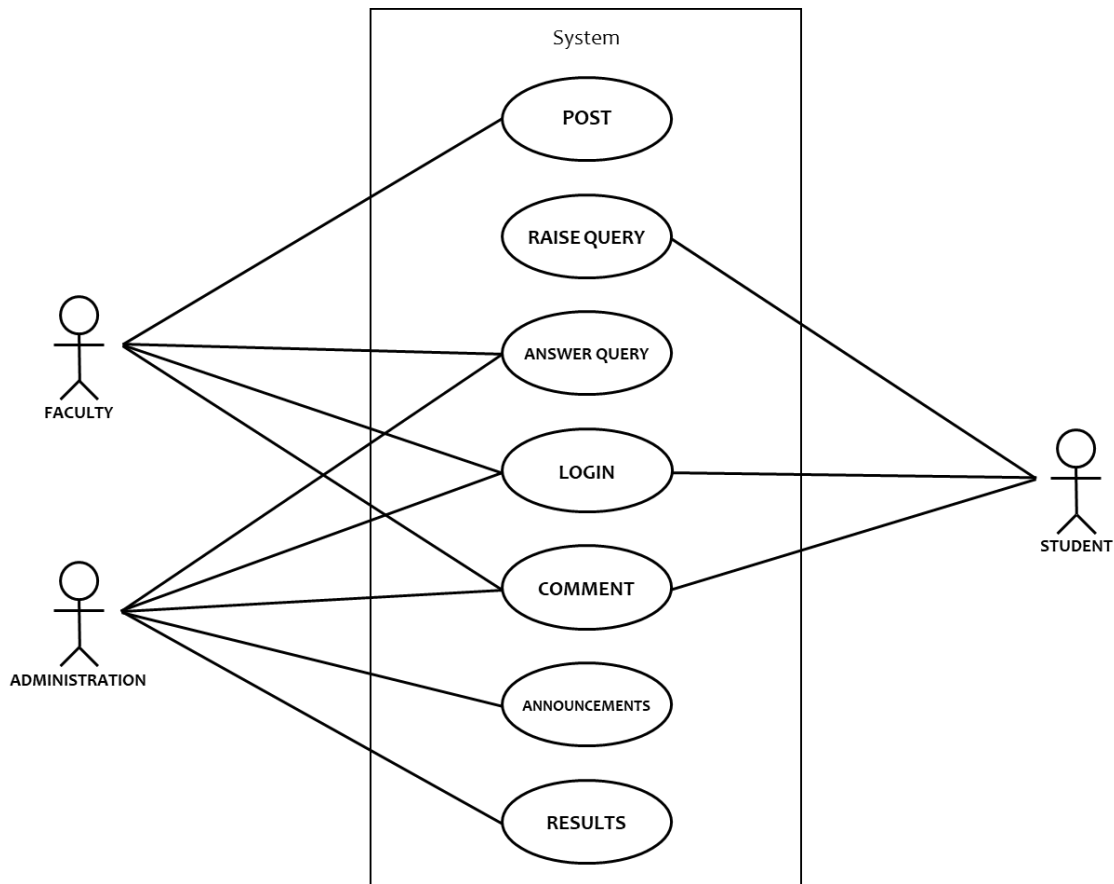 System
POST
RAISE QUERY
ANSWER QUERY
FACULTY
LOGIN
STUDENT
COMMENT
ADMINISTRATION
ANNOUNCEMENTS
RESULTS